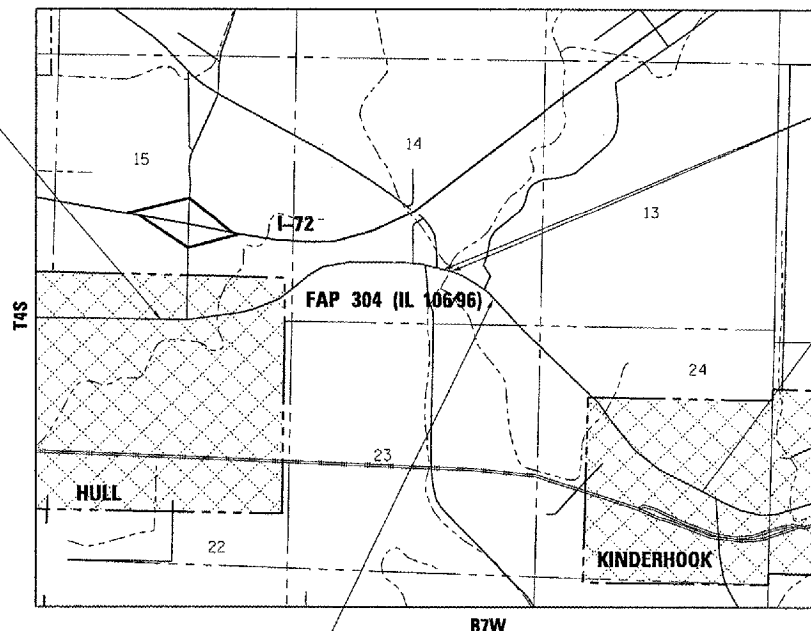 14
15
13
I-72
FAP 304 (IL 106/96)
T4S
24
23
HULL
22
KINDERHOOK
R7W